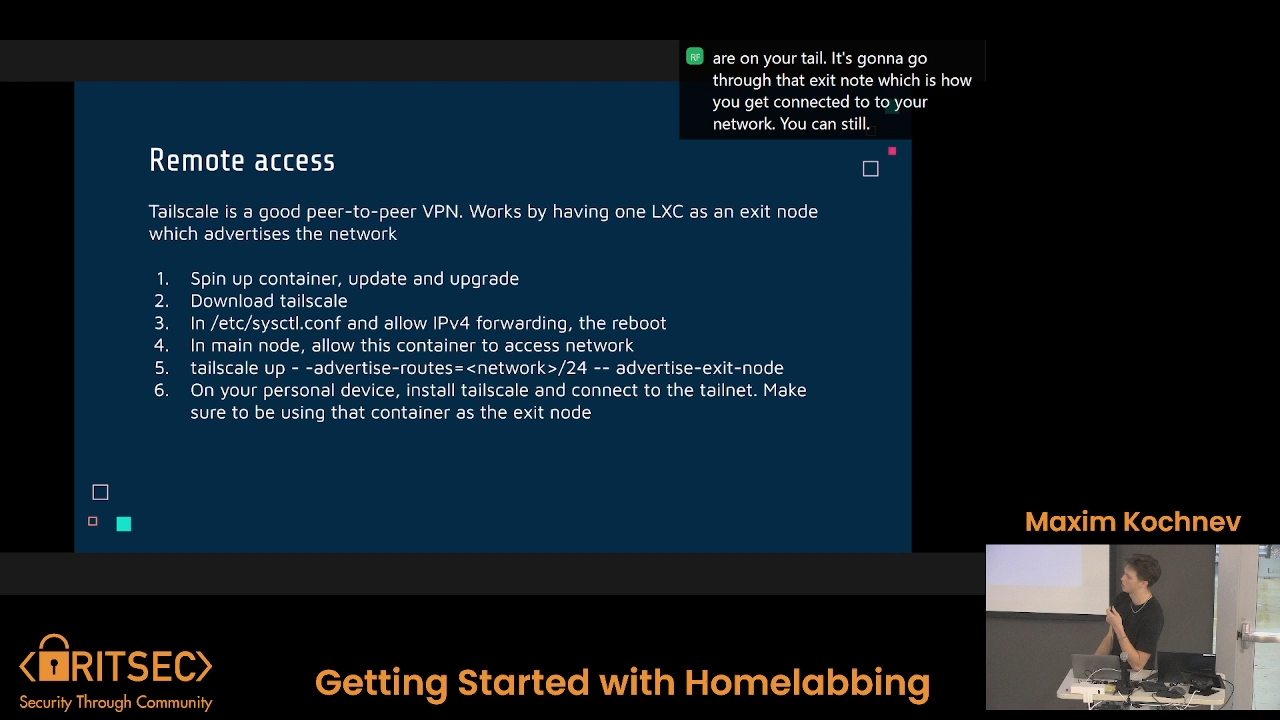 RF
are on your tail. It's gonna go
through that exit note which is how
you get connected to to your
network. You can still.
Remote access
Tailscale is a good peer-to-peer VPN. Works by having one LXC as an exit node
which advertises the network
1. Spin up container, update and upgrade
2. Download tailscale
3. In /etc/sysctl.conf and allow IPv4 forwarding, the reboot
4. In main node, allow this container to access network
5. tailscale up - -advertise-routes=<network>/24 -- advertise-exit-node
6. On your personal device, install tailscale and connect to the tailnet. Make
sure to be using that container as the exit node
Maxim Kochnev
RITSEC
Security Through Community
Getting Started with Homelabbing